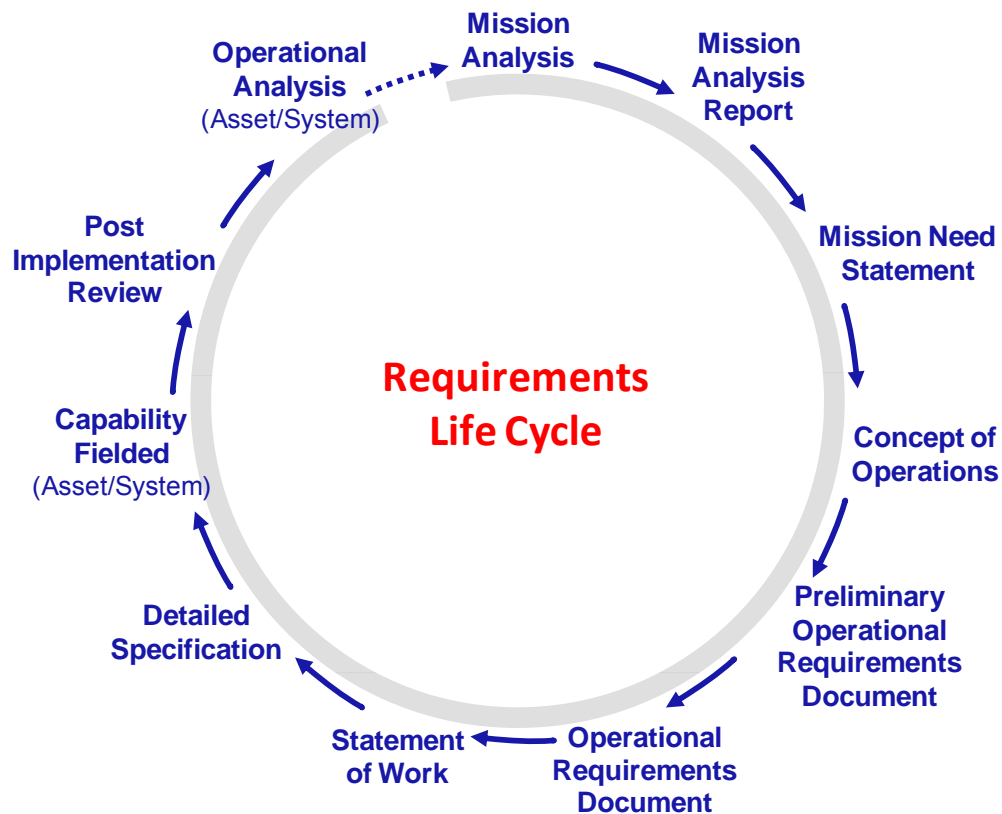 Mission
Analysis
Mission
Analysis
Report
Mission Need
Statement
Concept of
Operations
Preliminary
Operational
Requirements
Document
Operational
Requirements
Document
Statement
of Work
Detailed
Specification
Capability
Fielded
(Asset/System)
Post
Implementation
Review
Operational
Analysis
(Asset/System)
Requirements
Life Cycle